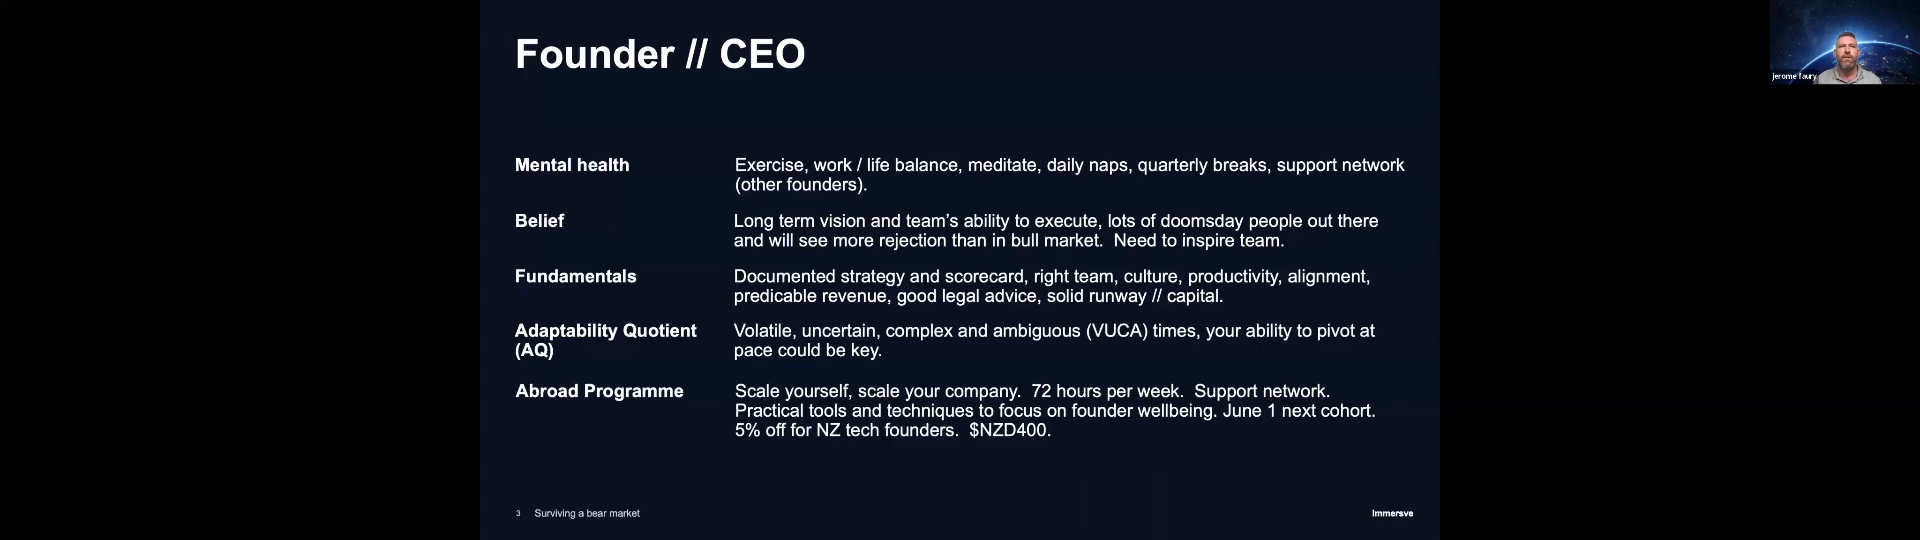 Founder // CEO
jerome faury
Mental health
Exercise, work / life balance, meditate, daily naps, quarterly breaks, support network
(other founders).
Belief
Long term vision and team's ability to execute, lots of doomsday people out there
and will see more rejection than in bull market.  Need to inspire team.
Fundamentals
Documented strategy and scorecard, right team, culture, productivity, alignment,
predicable revenue, good legal advice, solid runway // capital.
Adaptability Quotient
(AQ)
Volatile, uncertain, complex and ambiguous (VUCA) times, your ability to pivot at
pace could be key.
Abroad Programme
Scale yourself, scale your company.  72 hours per week.  Support network.
Practical tools and techniques to focus on founder wellbeing. June 1 next cohort.
5% off for NZ tech founders.  $NZD400.
3 Surviving a bear market
Immersve